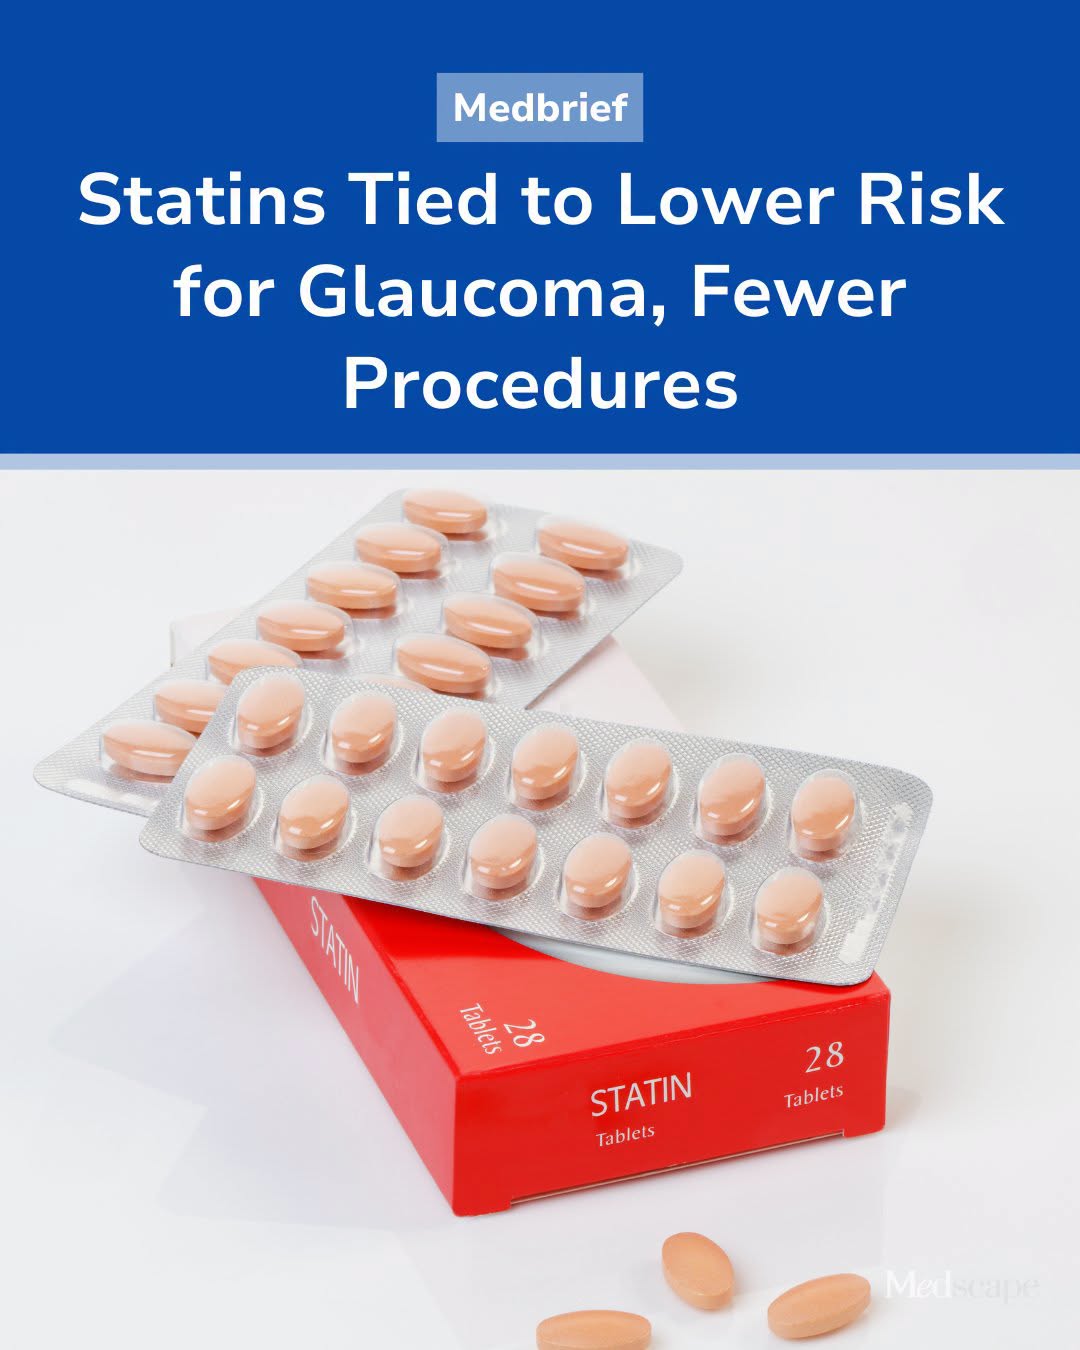 Medbrief
Statins Tied to Lower Risk
for Glaucoma, Fewer
Procedures
STATIN
28
Tablets
STATIN
Tablets
28
Tablets
Medscape